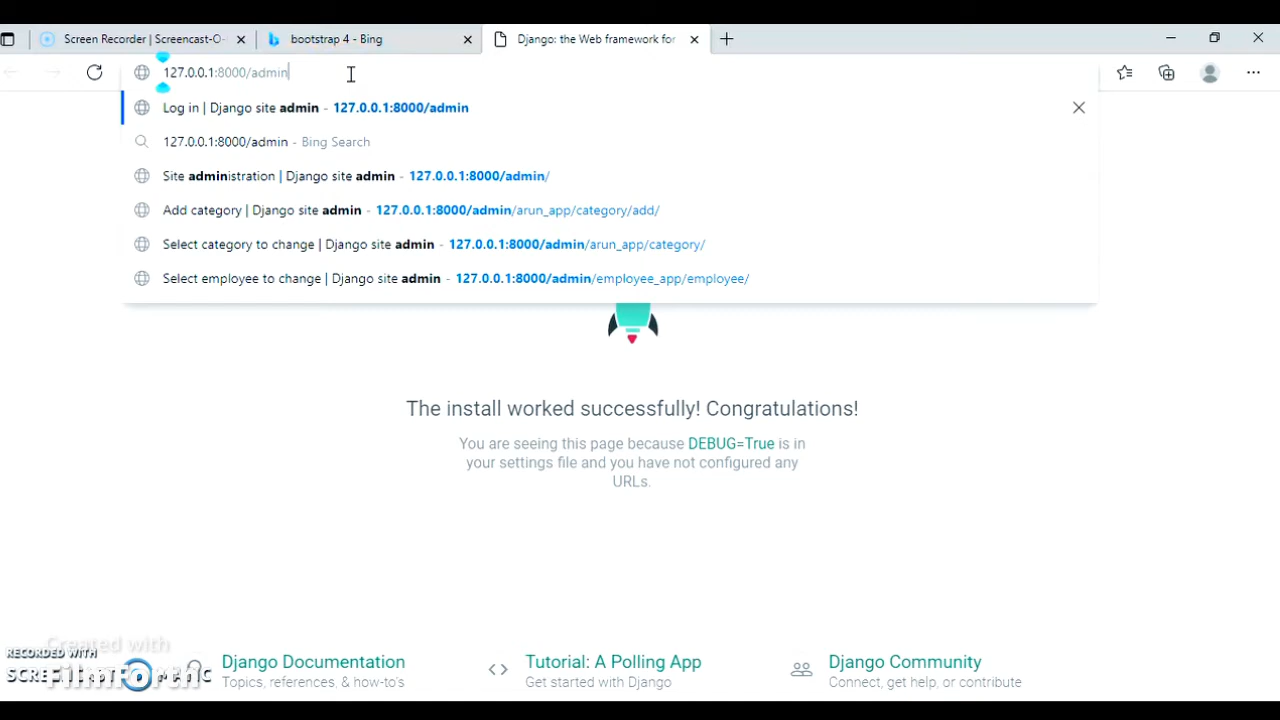 Screen Recorder | Screencast-O-
bootstrap 4 - Bing
Django: the Web framework for
127.0.0.1:8000/admin
Log in | Django site admin - 127.0.0.1:8000/admin
127.0.0.1:8000/admin - Bing Search
Site administration | Django site admin - 127.0.0.1:8000/admin/
Add category | Django site admin - 127.0.0.1:8000/admin/arun_app/category/add/
Select category to change | Django site admin - 127.0.0.1:8000/admin/arun_app/category/
Select employee to change | Django site admin - 127.0.0.1:8000/admin/employee_app/employee/
The install worked successfully! Congratulations!
You are seeing this page because DEBUG=True is in
your settings file and you have not configured any
URLs.
Created with
RECORDED WITH
Django Documentation
Topics, references, & how-to's
Tutorial: A Polling App
Get started with Django
Django Community
Connect, get help, or contribute